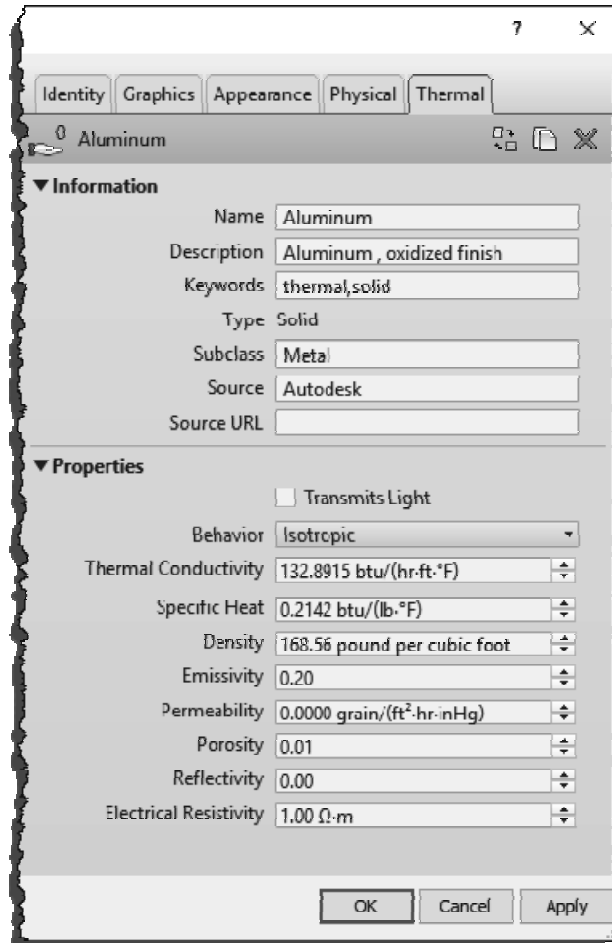 ?
Identity Graphics Appearance Physical Thermal
0 Aluminum
Information
Name Aluminum
Description Aluminum , oxidized finish
Keywords thermal,solid
Type Solid
Subclass Metal
Source Autodesk
Source URL
Properties
Transmits Light
Behavior Isotropic
Thermal Conductivity 132.8915 btu/(hr·ft·°F)
Specific Heat 0.2142 btu/(lb·°F)
Density 168.56 pound per cubic foot
Emissivity 0.20
Permeability 0.0000 grain/(ft²·hr·inHg)
Porosity 0.01
Reflectivity 0.00
Electrical Resistivity 1.00 Ω·m
OK Cancel Apply